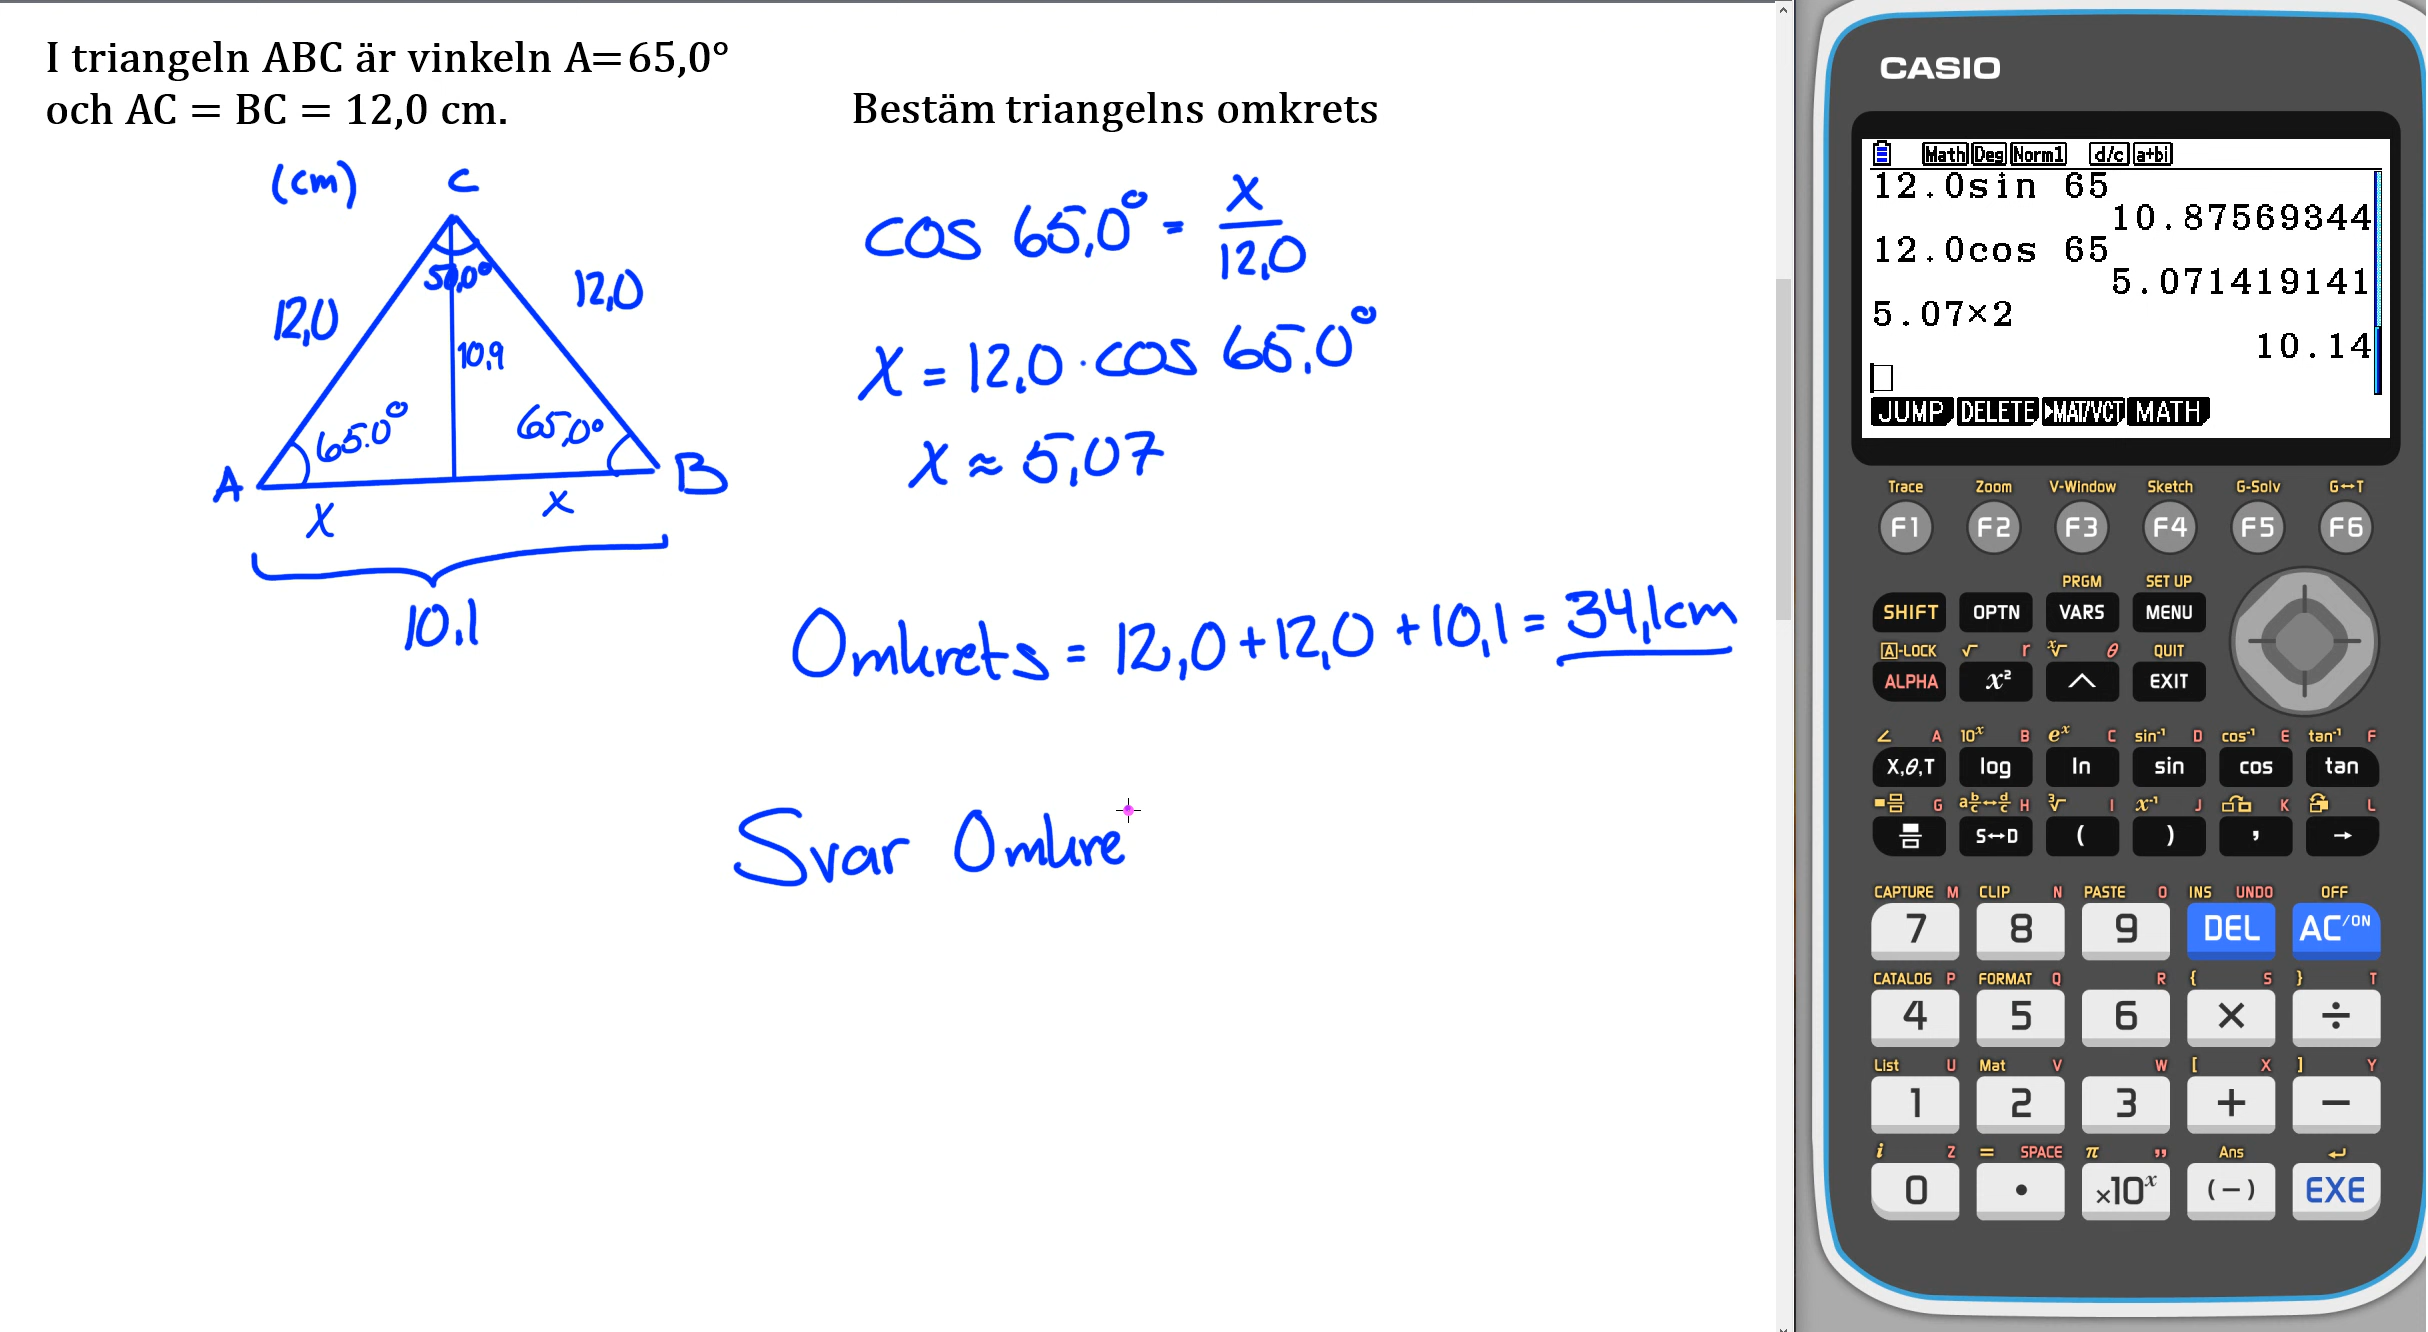 I triangeln ABC är vinkeln A=65,0°
och AC = BC = 12,0 cm.
Bestäm triangelns omkrets
(cm)
C
50,0°
12,0
12,0
10,9
65.0°
65,0°
A
B
x
x
10,1
cos 65,0° = x/12,0
x = 12,0 · cos 65,0°
x ≈ 5,07
Omkrets = 12,0 + 12,0 + 10,1 = 34,1cm
Svar Omkre
CASIO
Math Deg Norm1 d/c a+bi
12.0sin 65
10.87569344
12.0cos 65
5.071419141
5.07×2
10.14
JUMP DELETE ▶MAT/VCT MATH
Trace Zoom V-Window Sketch G-Solv G↔T
F1 F2 F3 F4 F5 F6
PRGM SET UP
SHIFT OPTN VARS MENU
A-LOCK √ r ˣ√ θ QUIT
ALPHA x² ^ EXIT
∠ A 10ˣ B eˣ C sin⁻¹ D cos⁻¹ E tan⁻¹ F
X,θ,T log ln sin cos tan
G a b/c↔d/c H ³√ I x⁻¹ J K L
S↔D ( ) , →
CAPTURE M CLIP N PASTE O INS UNDO OFF
7 8 9 DEL AC/ON
CATALOG P FORMAT Q R { S } T
4 5 6 × ÷
List U Mat V W [ X ] Y
1 2 3 + −
i Z = SPACE π " Ans ↵
0 • ×10ˣ (−) EXE